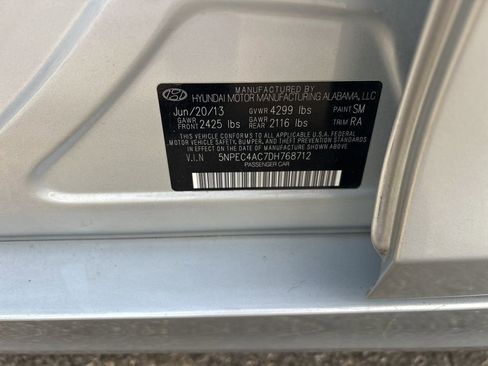 MANUFACTURED BY
HYUNDAI MOTOR MANUFACTURING ALABAMA, LLC
Jun/20/13 GVWR 4299 lbs PAINT SM
GAWR FRONT 2425 lbs GAWR REAR 2116 lbs TRIM RA
THIS VEHICLE CONFORMS TO ALL APPLICABLE U.S.A. FEDERAL
MOTOR VEHICLE SAFETY, BUMPER, AND THEFT PREVENTION STANDARDS
IN EFFECT ON THE DATE OF MANUFACTURE SHOWN ABOVE.
V.I.N 5NPEC4AC7DH768712
PASSENGER CAR